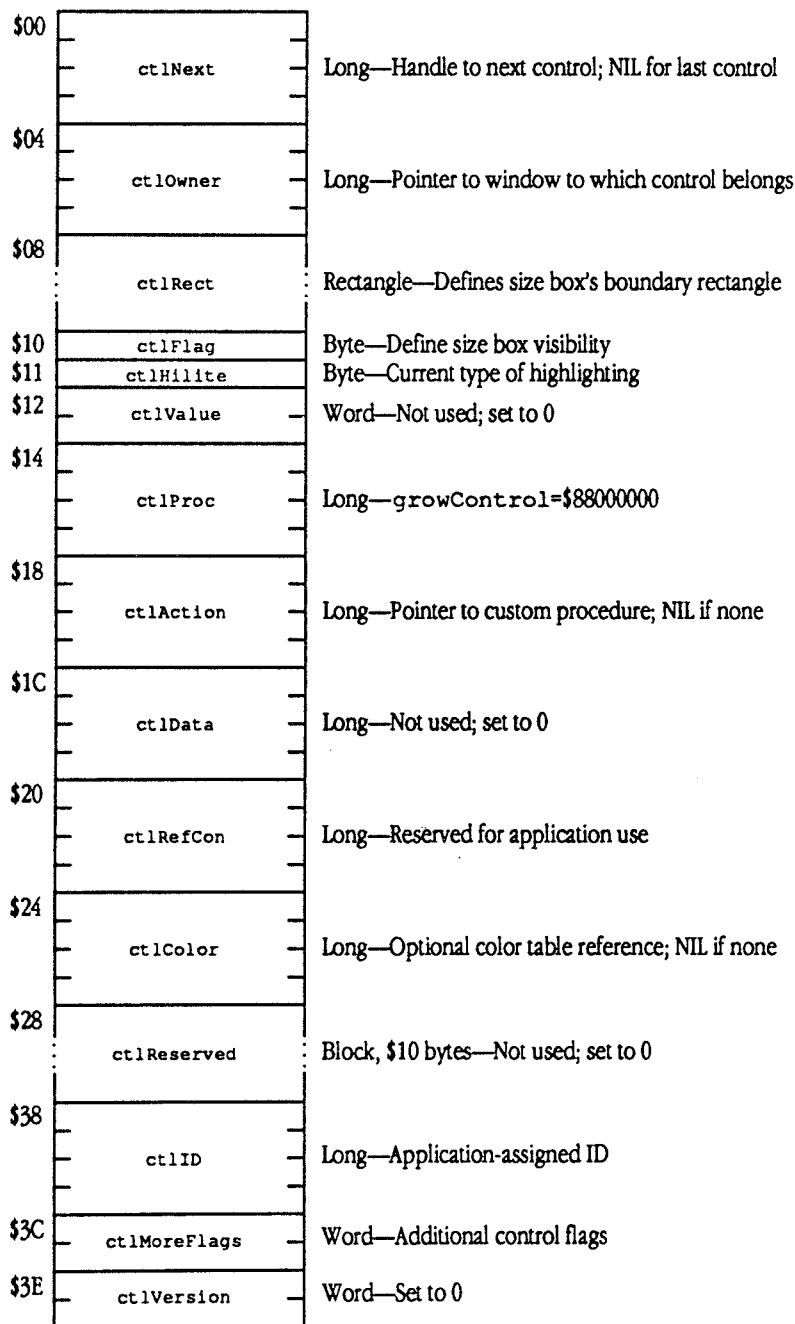 $00
ctlNext Long—Handle to next control; NIL for last control
$04
ctlOwner Long—Pointer to window to which control belongs
$08
ctlRect Rectangle—Defines size box's boundary rectangle
$10 ctlFlag Byte—Define size box visibility
$11 ctlHilite Byte—Current type of highlighting
$12 ctlValue Word—Not used; set to 0
$14
ctlProc Long—growControl=$88000000
$18
ctlAction Long—Pointer to custom procedure; NIL if none
$1C
ctlData Long—Not used; set to 0
$20
ctlRefCon Long—Reserved for application use
$24
ctlColor Long—Optional color table reference; NIL if none
$28
ctlReserved Block, $10 bytes—Not used; set to 0
$38
ctlID Long—Application-assigned ID
$3C ctlMoreFlags Word—Additional control flags
$3E ctlVersion Word—Set to 0